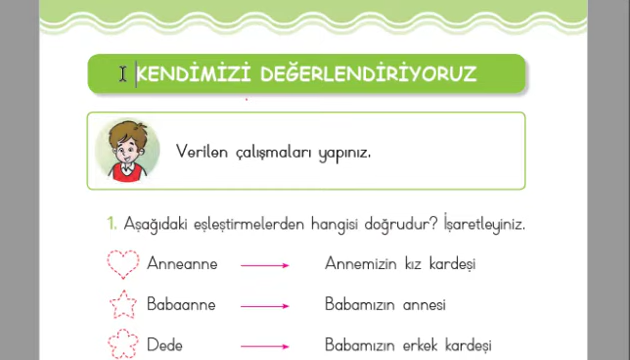 KENDİMİZİ DEĞERLENDİRİYORUZ
Verilen çalışmaları yapınız.
1. Aşağıdaki eşleştirmelerden hangisi doğrudur? İşaretleyiniz.
Anneanne Annemizin kız kardeşi
Babaanne Babamızın annesi
Dede Babamızın erkek kardeşi